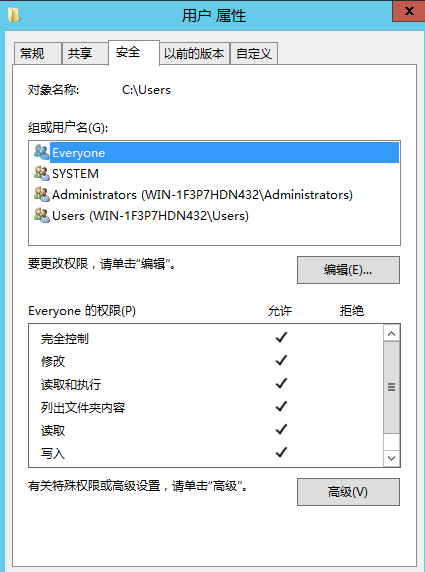 用户 属性
常规 共享 安全 以前的版本 自定义
对象名称: C:\Users
组或用户名(G):
Everyone
SYSTEM
Administrators (WIN-1F3P7HDN432\Administrators)
Users (WIN-1F3P7HDN432\Users)
要更改权限，请单击“编辑”。 编辑(E)...
Everyone 的权限(P) 允许 拒绝
完全控制
修改
读取和执行
列出文件夹内容
读取
写入
有关特殊权限或高级设置，请单击“高级”。 高级(V)